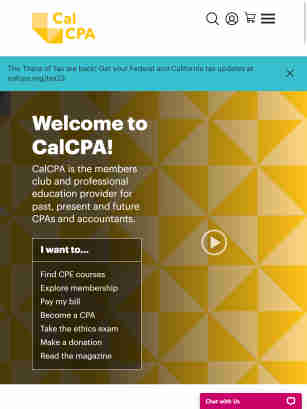 Cal
CPA
The Titans of Tax are back! Get your Federal and California tax updates at
calcpa.org/tax23
Welcome to
CalCPA!
CalCPA is the members
club and professional
education provider for
past, present and future
CPAs and accountants.
I want to...
Find CPE courses
Explore membership
Pay my bill
Become a CPA
Take the ethics exam
Make a donation
Read the magazine
Chat with Us